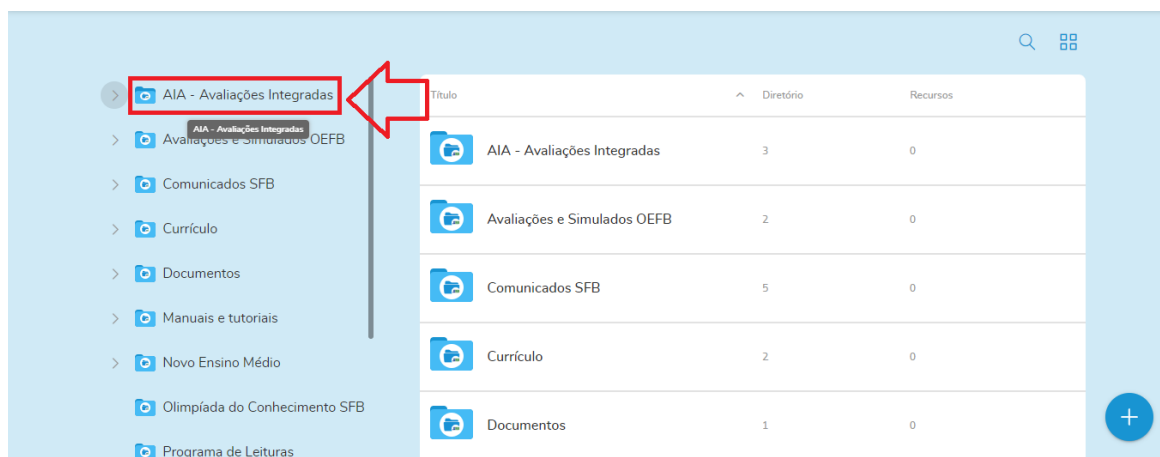 AIA - Avaliações Integradas
AIA - Avaliações Integradas
Avaliações e Simulados OEFB
Comunicados SFB
Currículo
Documentos
Manuais e tutoriais
Novo Ensino Médio
Olimpíada do Conhecimento SFB
Programa de Leituras
Título Diretório Recursos
AIA - Avaliações Integradas 3 0
Avaliações e Simulados OEFB 2 0
Comunicados SFB 5 0
Currículo 2 0
Documentos 1 0